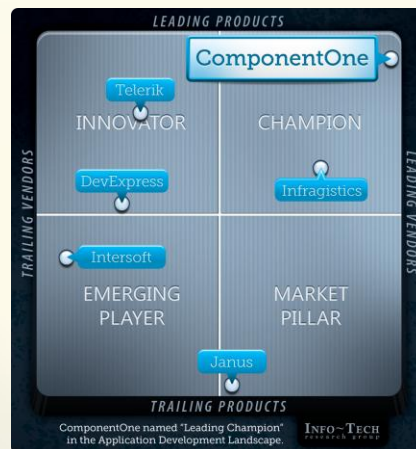 LEADING PRODUCTS
ComponentOne
Telerik
INNOVATOR
CHAMPION
TRAILING VENDORS
LEADING VENDORS
DevExpress
Infragistics
Intersoft
EMERGING
PLAYER
MARKET
PILLAR
Janus
TRAILING PRODUCTS
ComponentOne named "Leading Champion"
in the Application Development Landscape.
INFO~TECH
research group